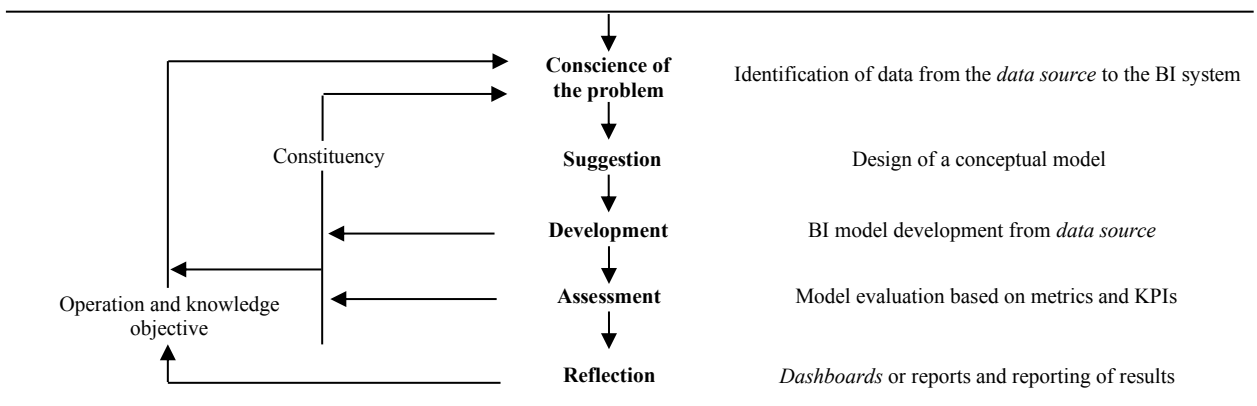 Conscience of
the problem
Identification of data from the data source to the BI system
Constituency
Suggestion
Design of a conceptual model
Development
BI model development from data source
Operation and knowledge
objective
Assessment
Model evaluation based on metrics and KPIs
Reflection
Dashboards or reports and reporting of results